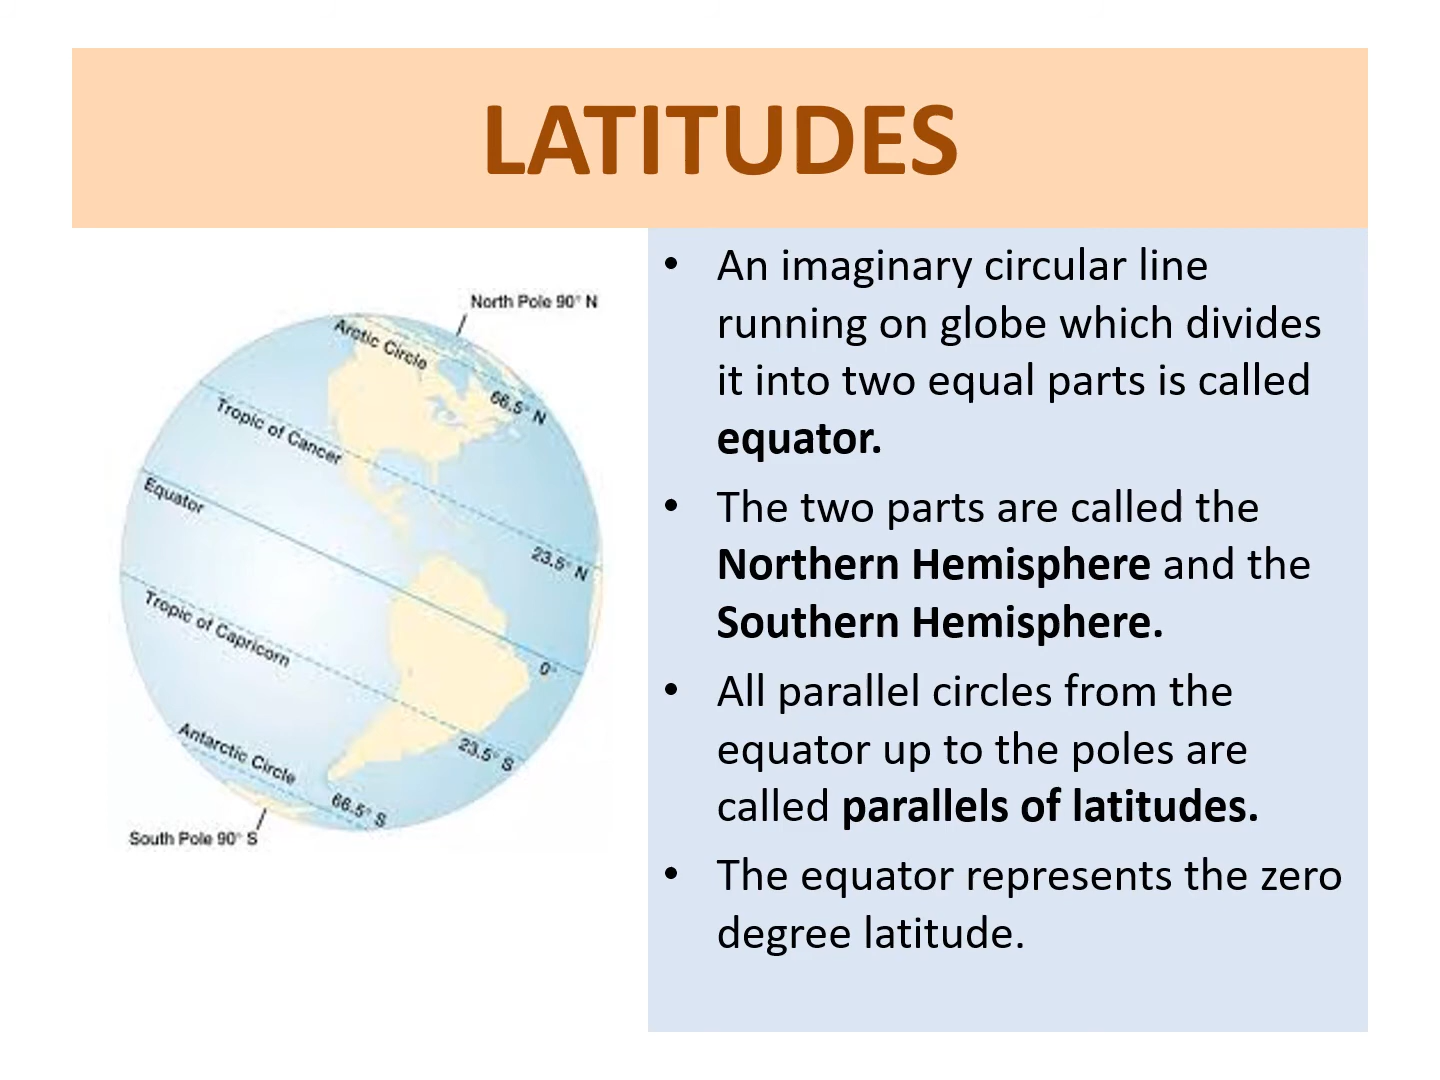 LATITUDES
North Pole 90° N
Arctic Circle
66.5° N
Tropic of Cancer
Equator
23.5° N
Tropic of Capricorn
0°
Antarctic Circle
23.5° S
66.5° S
South Pole 90° S
• An imaginary circular line
running on globe which divides
it into two equal parts is called
equator.
• The two parts are called the
Northern Hemisphere and the
Southern Hemisphere.
• All parallel circles from the
equator up to the poles are
called parallels of latitudes.
• The equator represents the zero
degree latitude.